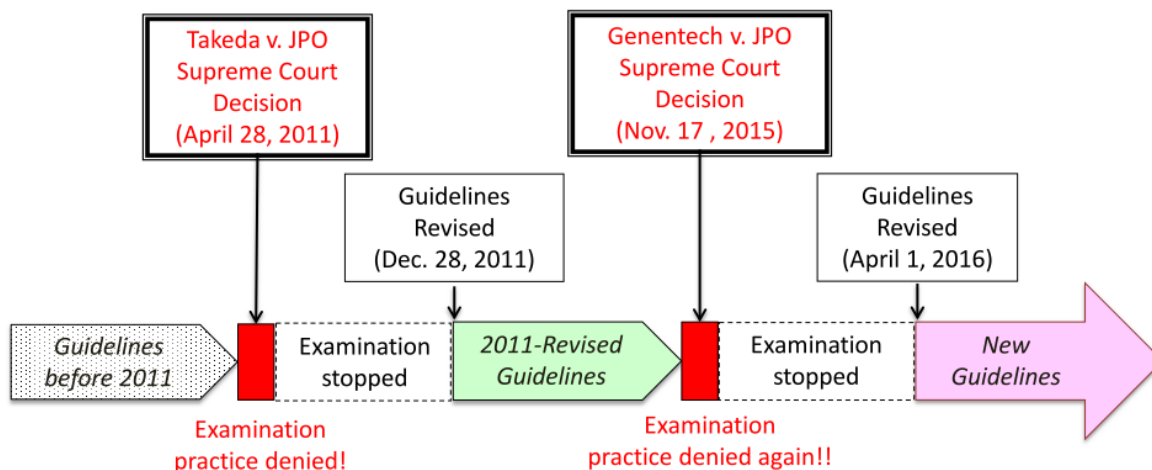 Takeda v. JPO
Supreme Court
Decision
(April 28, 2011)
Genentech v. JPO
Supreme Court
Decision
(Nov. 17 , 2015)
Guidelines
Revised
(Dec. 28, 2011)
Guidelines
Revised
(April 1, 2016)
Guidelines
before 2011
Examination
stopped
2011-Revised
Guidelines
Examination
stopped
New
Guidelines
Examination
practice denied!
Examination
practice denied again!!